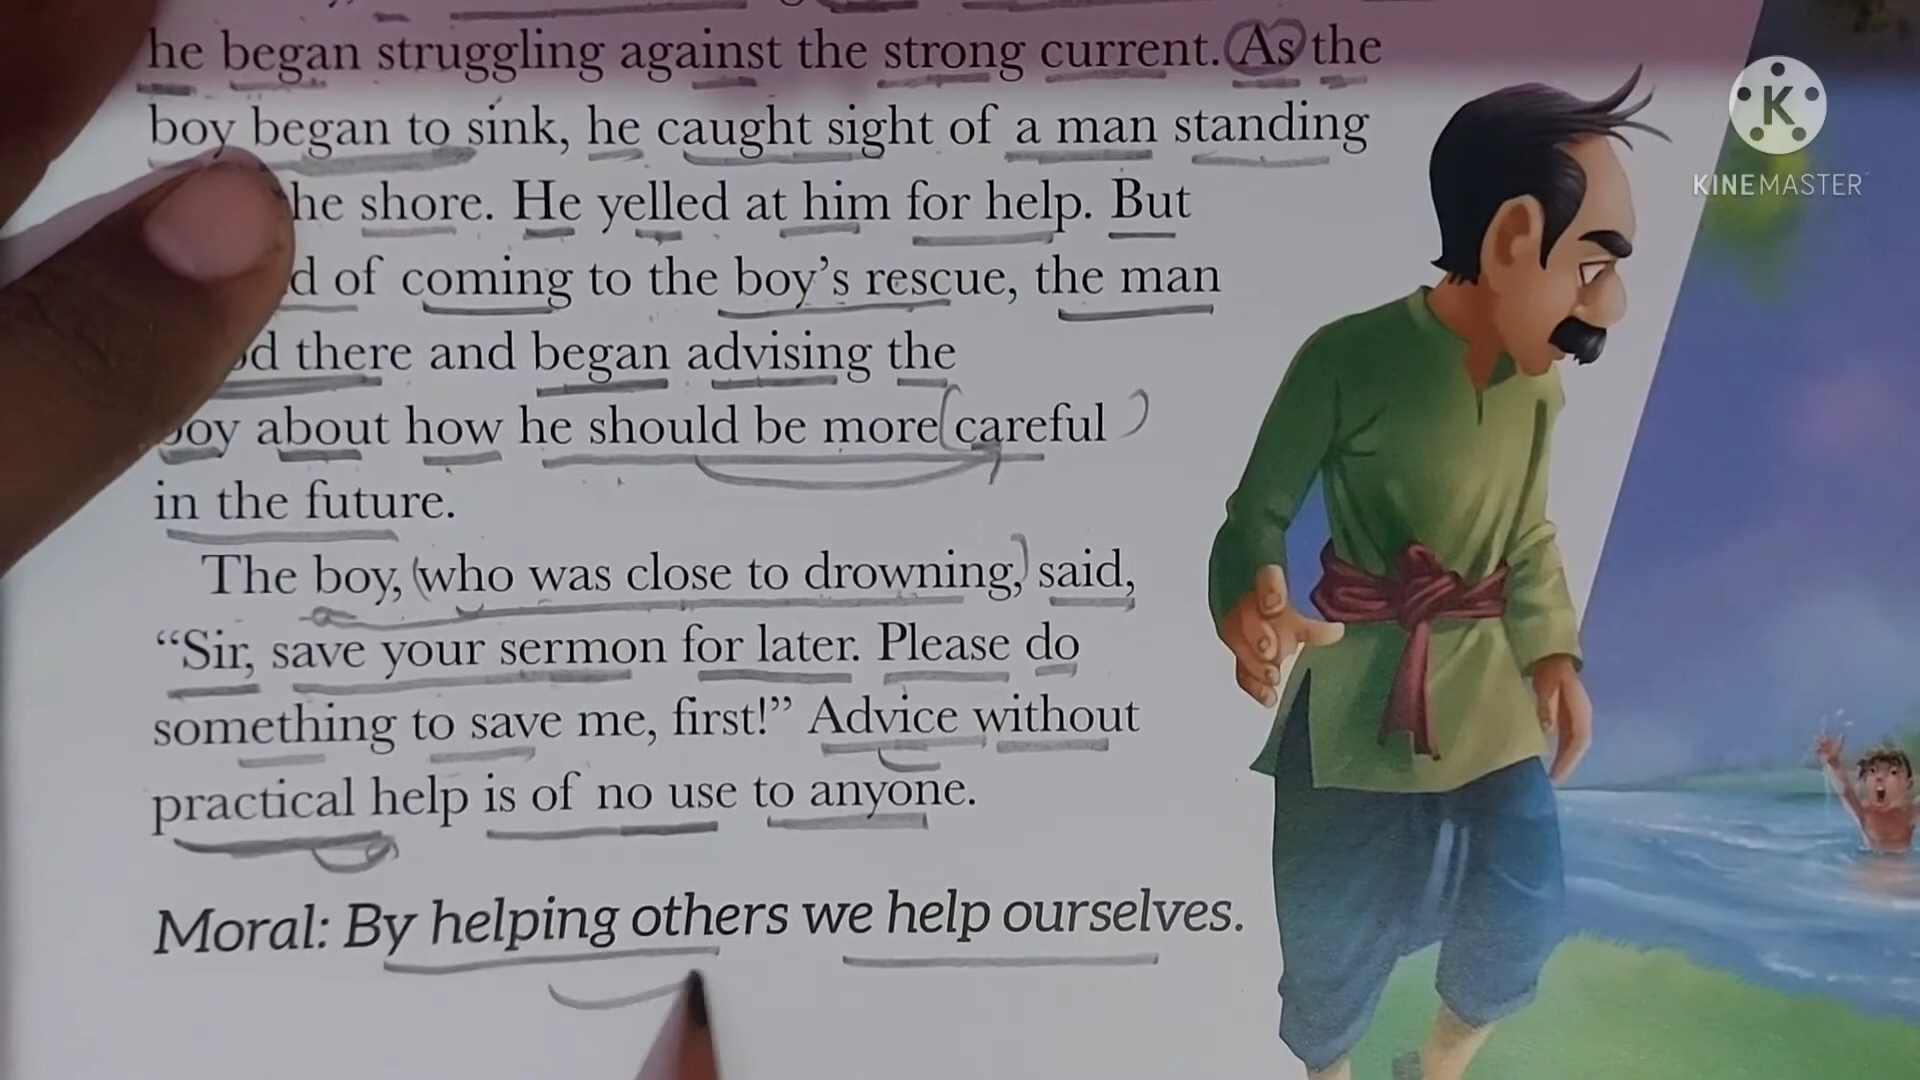 he began struggling against the strong current. As the
boy began to sink, he caught sight of a man standing
he shore. He yelled at him for help. But
d of coming to the boy's rescue, the man
d there and began advising the
boy about how he should be more careful
in the future.
The boy, who was close to drowning, said,
“Sir, save your sermon for later. Please do
something to save me, first!” Advice without
practical help is of no use to anyone.
Moral: By helping others we help ourselves.
K
KINEMASTER